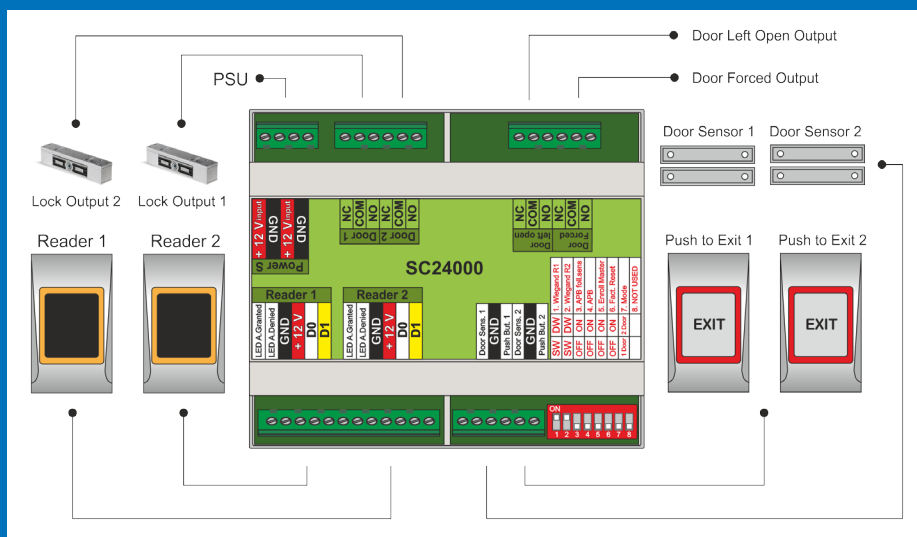 Door Left Open Output
PSU
Door Forced Output
Door Sensor 1
Door Sensor 2
Lock Output 2
Lock Output 1
Reader 1
Reader 2
Push to Exit 1
Push to Exit 2
+ 12 V input
GND
+ 12 V input
GND
Power S
NC
COM
NO
NC
COM
NO
Door 1
Door 2
NC
COM
NO
NC
COM
NO
Door left open
Door Forced
SC24000
Reader 1
LED A.Granted
LED A.Denied
GND
+ 12 V
D0
D1
Reader 2
LED A.Granted
LED A.Denied
GND
+ 12 V
D0
D1
Door Sens. 1
GND
Push But. 1
Door Sens. 2
GND
Push But. 2
SW DW 1. Wiegand R1
SW DW 2. Wiegand R2
OFF ON 3. APB foll.sens
OFF ON 4. APB
OFF ON 5. Enroll Master
OFF ON 6. Fact. Reset
1 Door 2 Door 7. Mode
8. NOT USED
EXIT
EXIT
ON
1 2 3 4 5 6 7 8